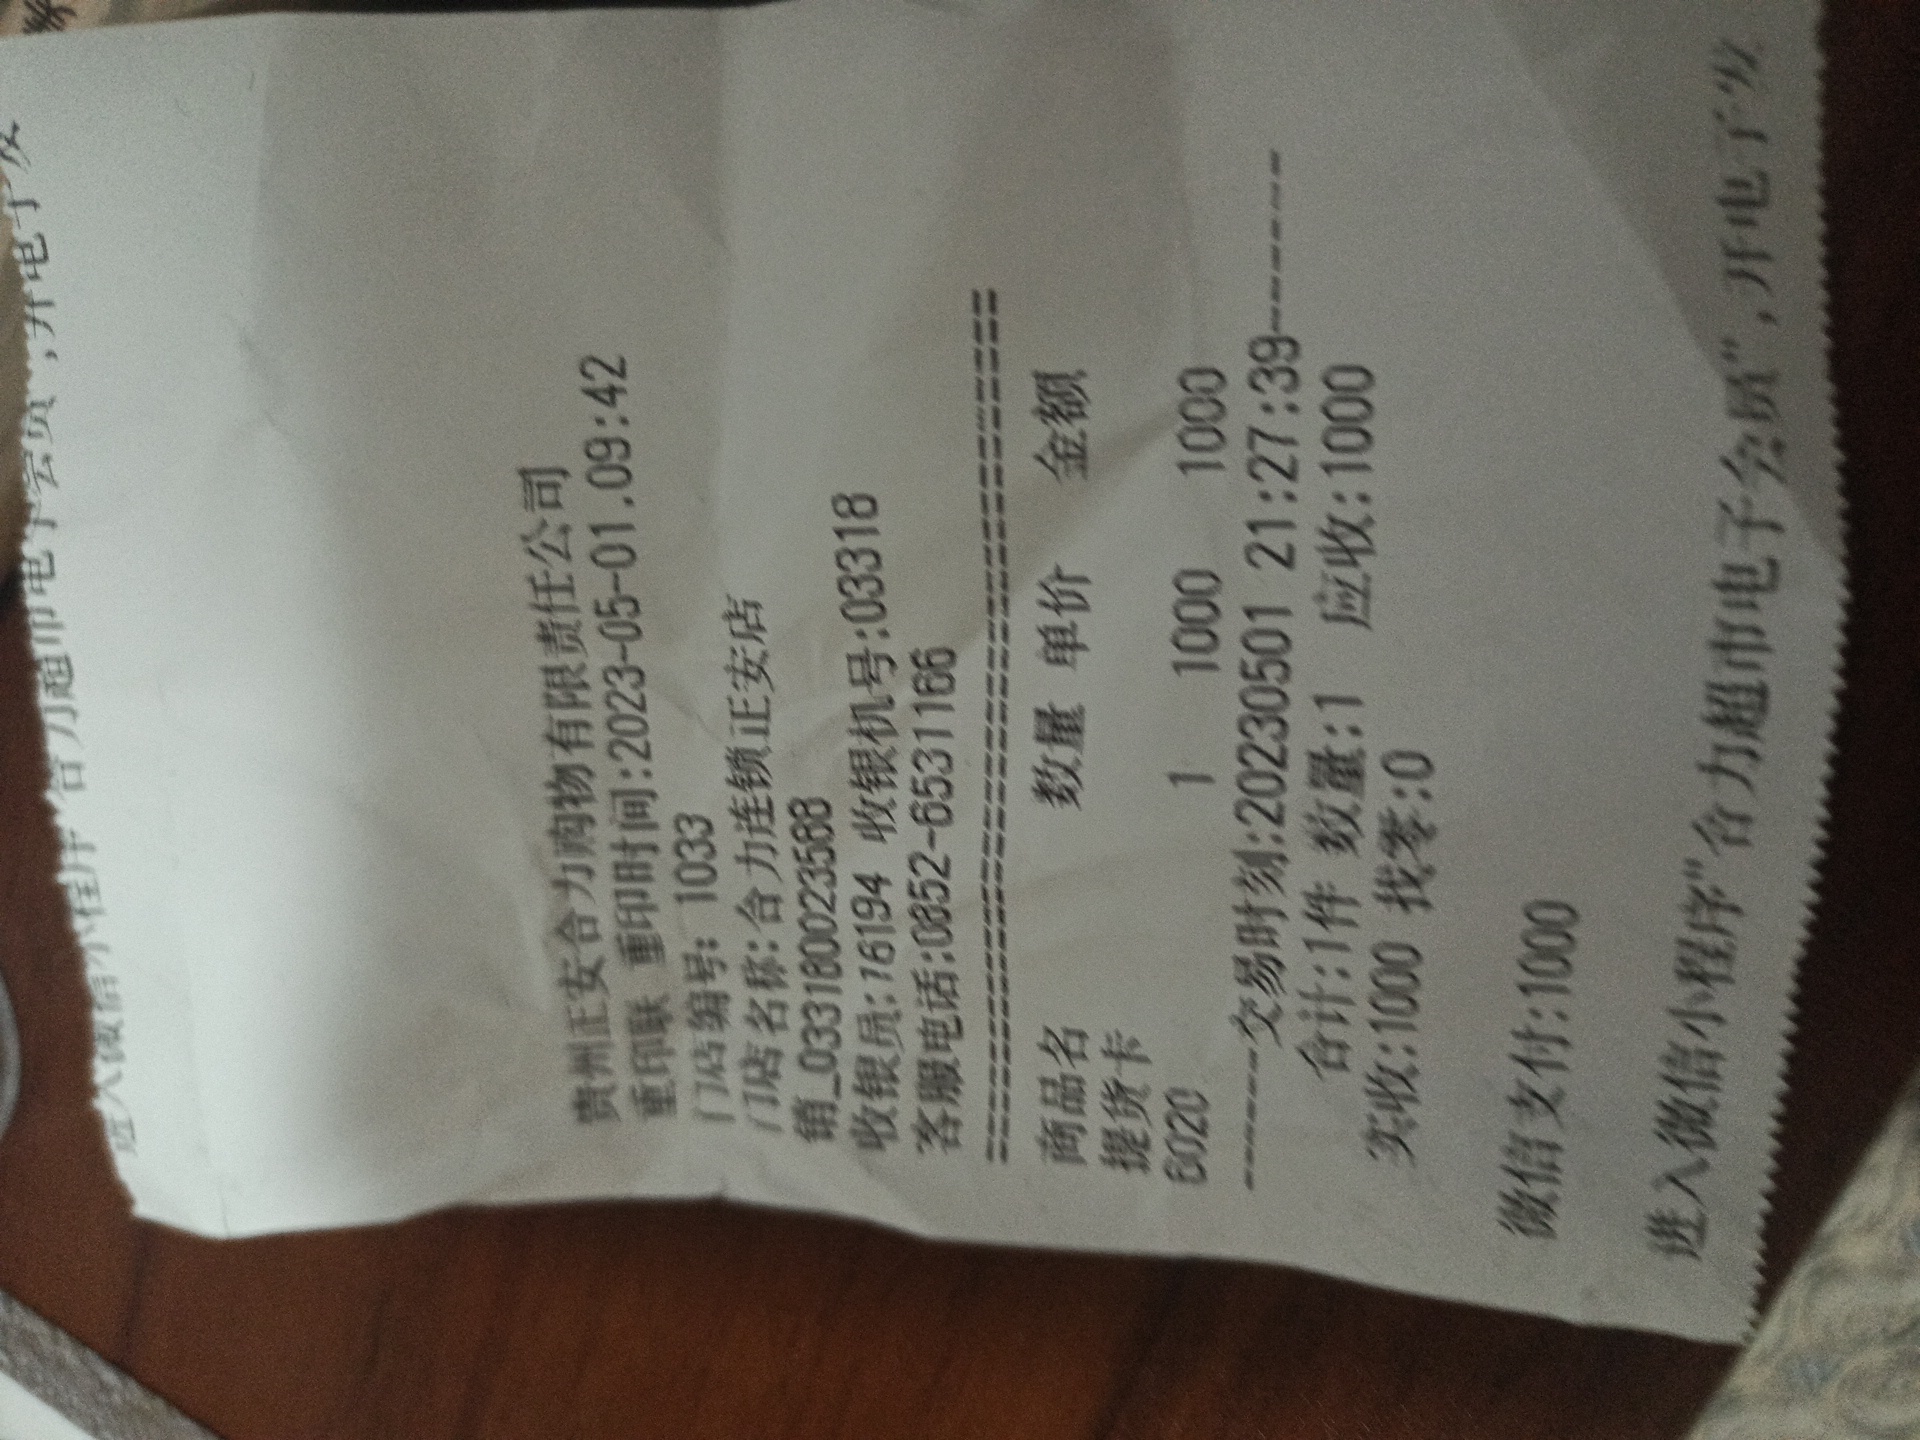 进入微信小程序"合力超市电子会员",开电子发
贵州正安合力购物有限责任公司
重印联 重印时间:2023-05-01.09:42
门店编号: 1033
门店名称:合力连锁正安店
销_0331800023588
收银员:16194 收银机号:03318
客服电话:0852-6531166
================================
商品名 数量 单价 金额
提货卡
6020 1 1000 1000
------交易时刻:20230501 21:27:39------
合计:1件 数量:1 应收:1000
实收:1000 找零:0
微信支付:1000
进入微信小程序"合力超市电子会员",开电子发